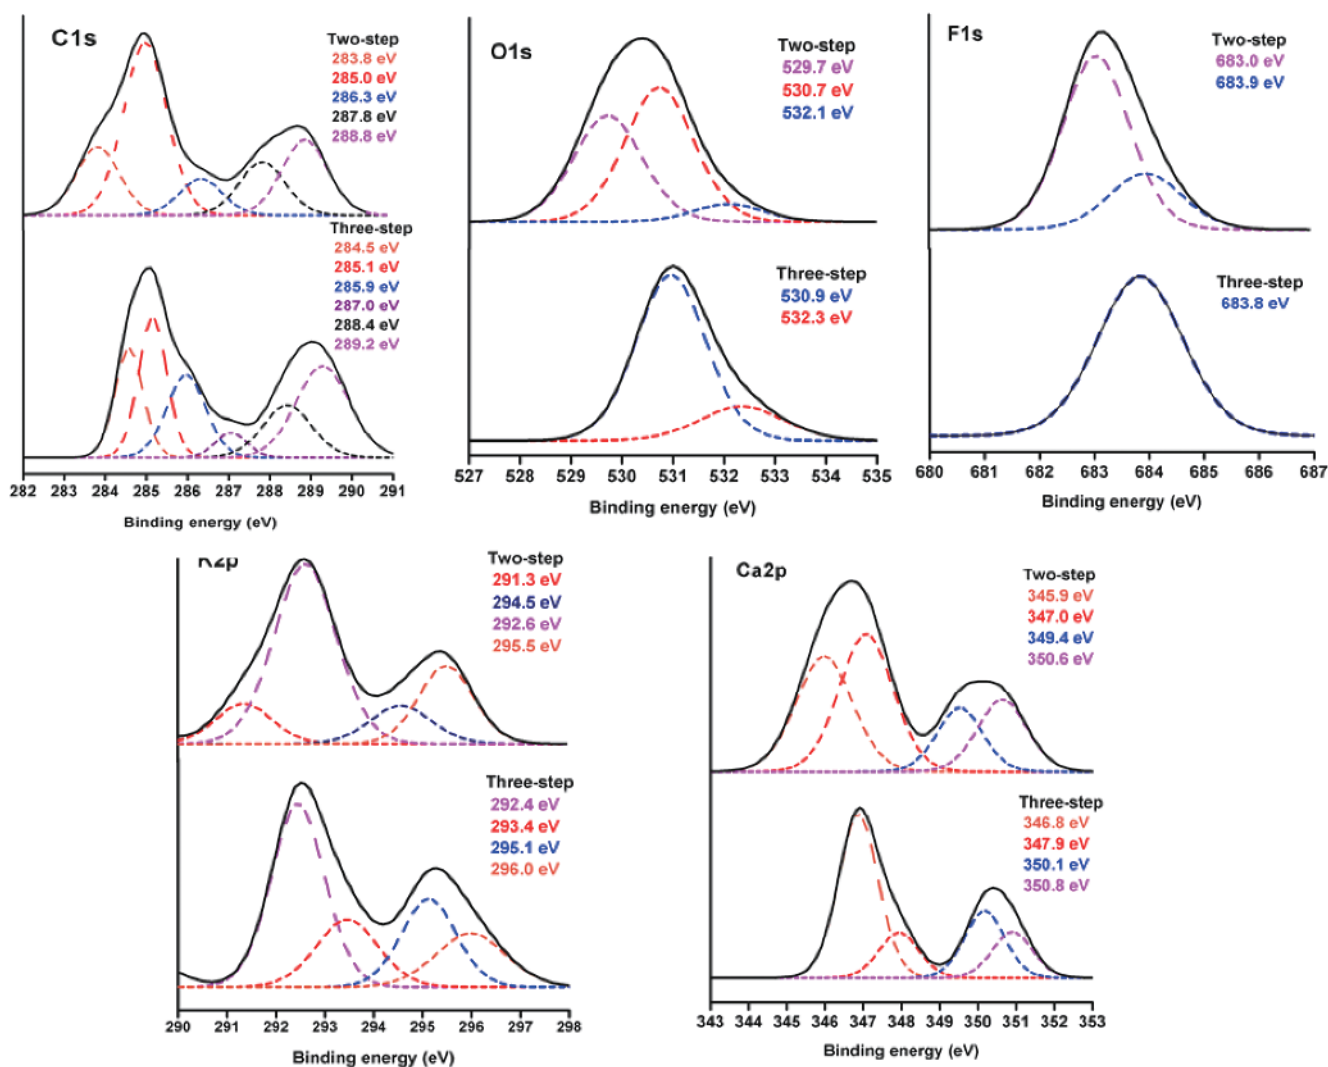 C1s
Two-step
283.8 eV
285.0 eV
286.3 eV
287.8 eV
288.8 eV
Three-step
284.5 eV
285.1 eV
285.9 eV
287.0 eV
288.4 eV
289.2 eV
282 283 284 285 286 287 288 289 290 291
Binding energy (eV)
O1s
Two-step
529.7 eV
530.7 eV
532.1 eV
Three-step
530.9 eV
532.3 eV
527 528 529 530 531 532 533 534 535
Binding energy (eV)
F1s
Two-step
683.0 eV
683.9 eV
Three-step
683.8 eV
680 681 682 683 684 685 686 687
Binding energy (eV)
K2p
Two-step
291.3 eV
294.5 eV
292.6 eV
295.5 eV
Three-step
292.4 eV
293.4 eV
295.1 eV
296.0 eV
290 291 292 293 294 295 296 297 298
Binding energy (eV)
Ca2p
Two-step
345.9 eV
347.0 eV
349.4 eV
350.6 eV
Three-step
346.8 eV
347.9 eV
350.1 eV
350.8 eV
343 344 345 346 347 348 349 350 351 352 353
Binding energy (eV)